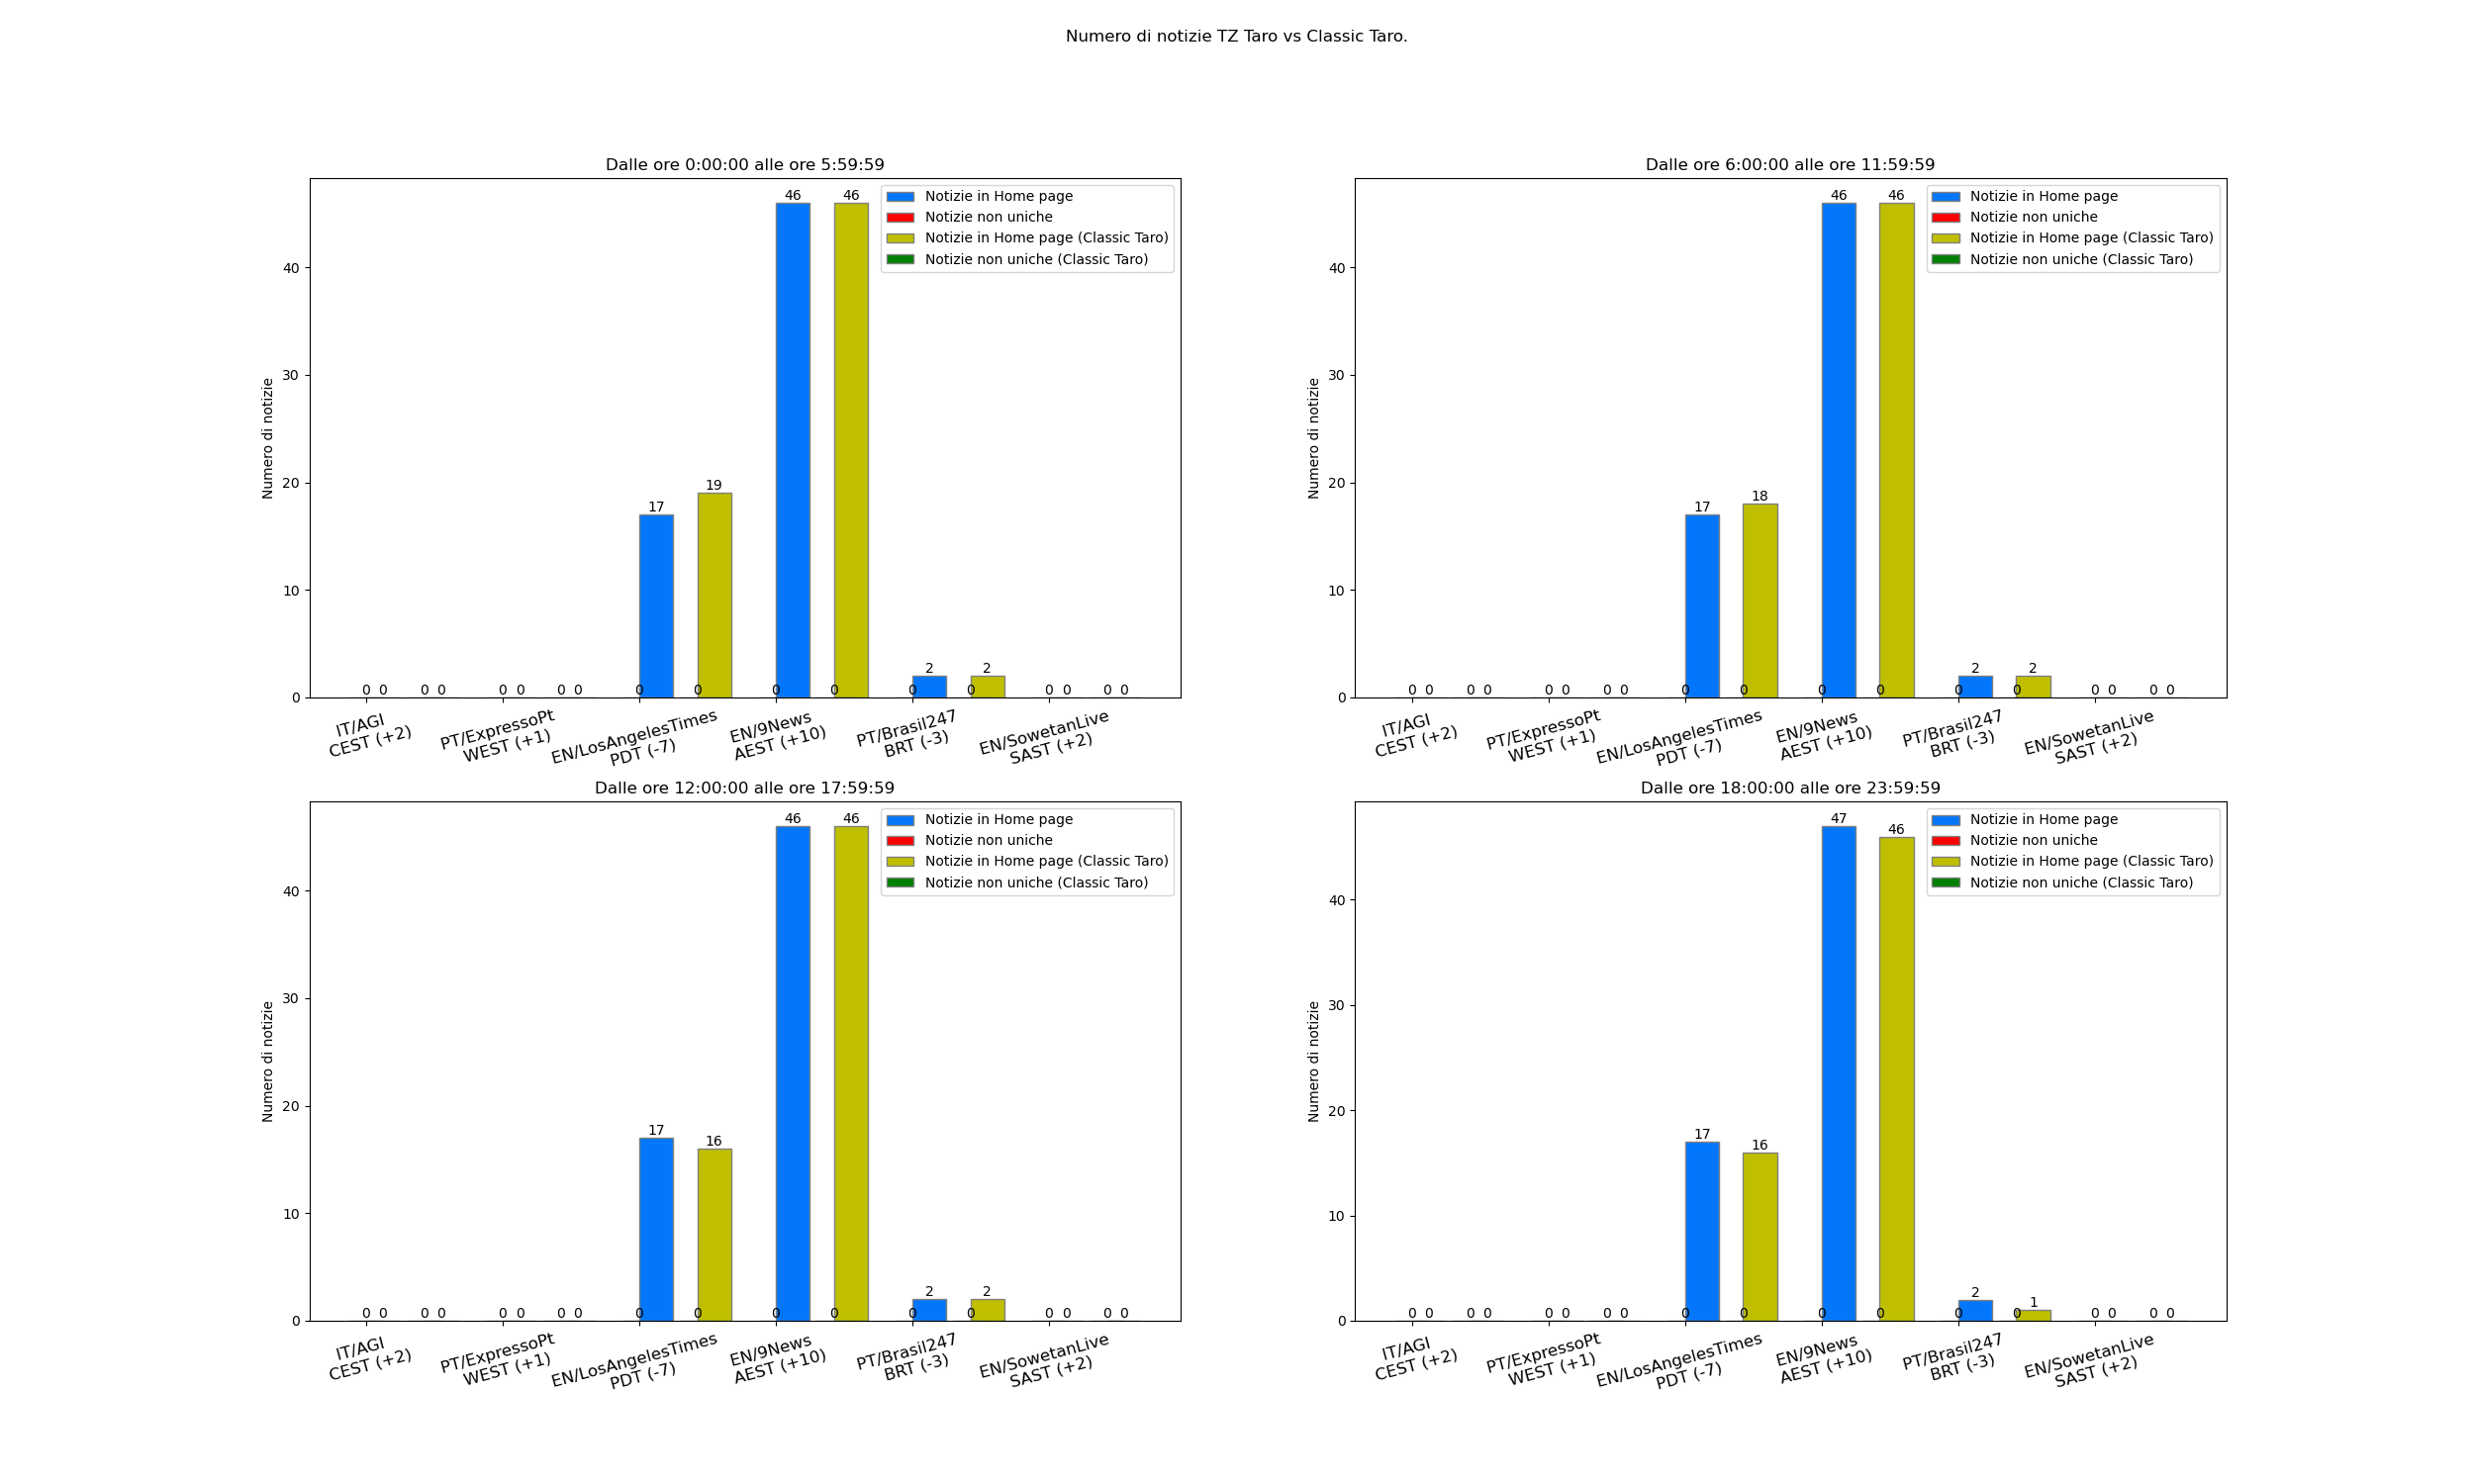 Numero di notizie TZ Taro vs Classic Taro.
Dalle ore 0:00:00 alle ore 5:59:59
Numero di notizie
40
30
20
10
0
46 46
17 19
2 2
0 0 0 0 0 0 0 0 0 0 0 0 0 0 0 0 0 0
Notizie in Home page
Notizie non uniche
Notizie in Home page (Classic Taro)
Notizie non uniche (Classic Taro)
IT/AGI
CEST (+2)
PT/ExpressoPt
WEST (+1)
EN/LosAngelesTimes
PDT (-7)
EN/9News
AEST (+10)
PT/Brasil247
BRT (-3)
EN/SowetanLive
SAST (+2)
Dalle ore 6:00:00 alle ore 11:59:59
Numero di notizie
40
30
20
10
0
46 46
17 18
2 2
0 0 0 0 0 0 0 0 0 0 0 0 0 0 0 0 0 0
Notizie in Home page
Notizie non uniche
Notizie in Home page (Classic Taro)
Notizie non uniche (Classic Taro)
IT/AGI
CEST (+2)
PT/ExpressoPt
WEST (+1)
EN/LosAngelesTimes
PDT (-7)
EN/9News
AEST (+10)
PT/Brasil247
BRT (-3)
EN/SowetanLive
SAST (+2)
Dalle ore 12:00:00 alle ore 17:59:59
Numero di notizie
40
30
20
10
0
46 46
17 16
2 2
0 0 0 0 0 0 0 0 0 0 0 0 0 0 0 0 0 0
Notizie in Home page
Notizie non uniche
Notizie in Home page (Classic Taro)
Notizie non uniche (Classic Taro)
IT/AGI
CEST (+2)
PT/ExpressoPt
WEST (+1)
EN/LosAngelesTimes
PDT (-7)
EN/9News
AEST (+10)
PT/Brasil247
BRT (-3)
EN/SowetanLive
SAST (+2)
Dalle ore 18:00:00 alle ore 23:59:59
Numero di notizie
40
30
20
10
0
47 46
17 16
2 1
0 0 0 0 0 0 0 0 0 0 0 0 0 0 0 0 0 0
Notizie in Home page
Notizie non uniche
Notizie in Home page (Classic Taro)
Notizie non uniche (Classic Taro)
IT/AGI
CEST (+2)
PT/ExpressoPt
WEST (+1)
EN/LosAngelesTimes
PDT (-7)
EN/9News
AEST (+10)
PT/Brasil247
BRT (-3)
EN/SowetanLive
SAST (+2)